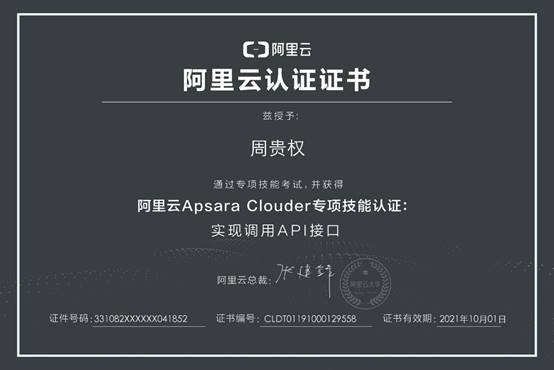 阿里云
阿里云认证证书
兹授予:
周贵权
通过专项技能考试,并获得
阿里云Apsara Clouder专项技能认证:
实现调用API接口
阿里云总裁:
阿里云大学
证件号码: 331082XXXXXX041852 证书编号: CLDT01191000129558 证书有效期: 2021年10月01日